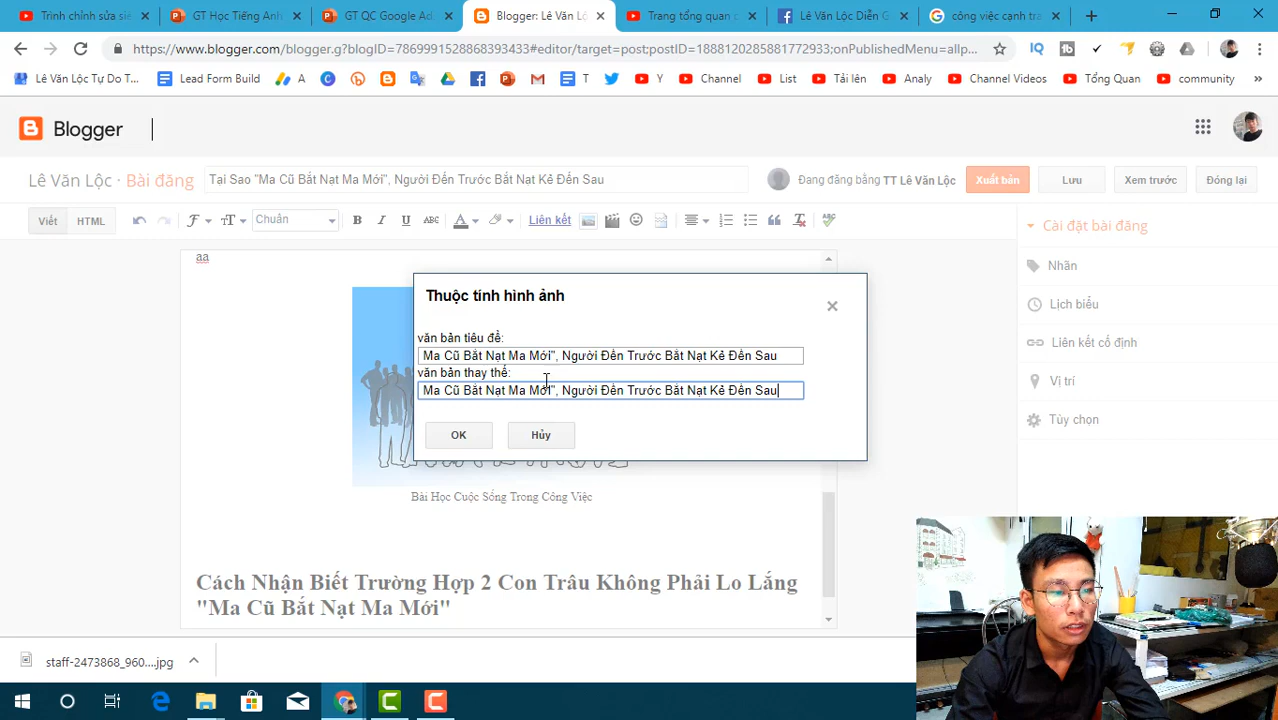 Trình chỉnh sửa siê
GT Học Tiếng Anh
GT QC Google Ad
Blogger: Lê Văn Lộ
Trang tổng quan c
Lê Văn Lộc Diễn G
công việc cạnh tra
https://www.blogger.com/blogger.g?blogID=7869991528868393433#editor/target=post;postID=1888120285881772933;onPublishedMenu=allp
Lê Văn Lộc Tự Do T...
Lead Form Build
T
Y
Channel
List
Tải lên
Analy
Channel Videos
Tổng Quan
community
Blogger
Lê Văn Lộc · Bài đăng
Tại Sao "Ma Cũ Bắt Nạt Ma Mới", Người Đến Trước Bắt Nạt Kẻ Đến Sau
Đang đăng bằng TT Lê Văn Lộc
Xuất bản
Lưu
Xem trước
Đóng lại
Viết
HTML
Chuẩn
B
I
U
ABC
A
Liên kết
Cài đặt bài đăng
Nhãn
Lịch biểu
Liên kết cố định
Vị trí
Tùy chọn
aa
Thuộc tính hình ảnh
văn bản tiêu đề:
Ma Cũ Bắt Nạt Ma Mới", Người Đến Trước Bắt Nạt Kẻ Đến Sau
văn bản thay thế:
Ma Cũ Bắt Nạt Ma Mới", Người Đến Trước Bắt Nạt Kẻ Đến Sau
OK
Hủy
Bài Học Cuộc Sống Trong Công Việc
Cách Nhận Biết Trường Hợp 2 Con Trâu Không Phải Lo Lắng
"Ma Cũ Bắt Nạt Ma Mới"
staff-2473868_960....jpg